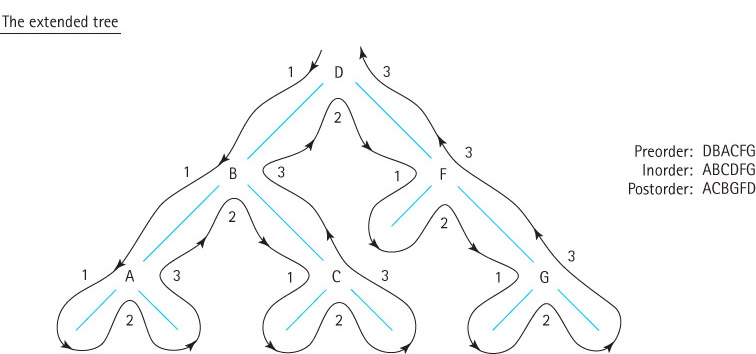 The extended tree
1 D 3
2
1 B 3 1 F 3
2 2
1 A 3 1 C 3 1 G 3
2 2 2
Preorder: DBACFG
Inorder: ABCDFG
Postorder: ACBGFD